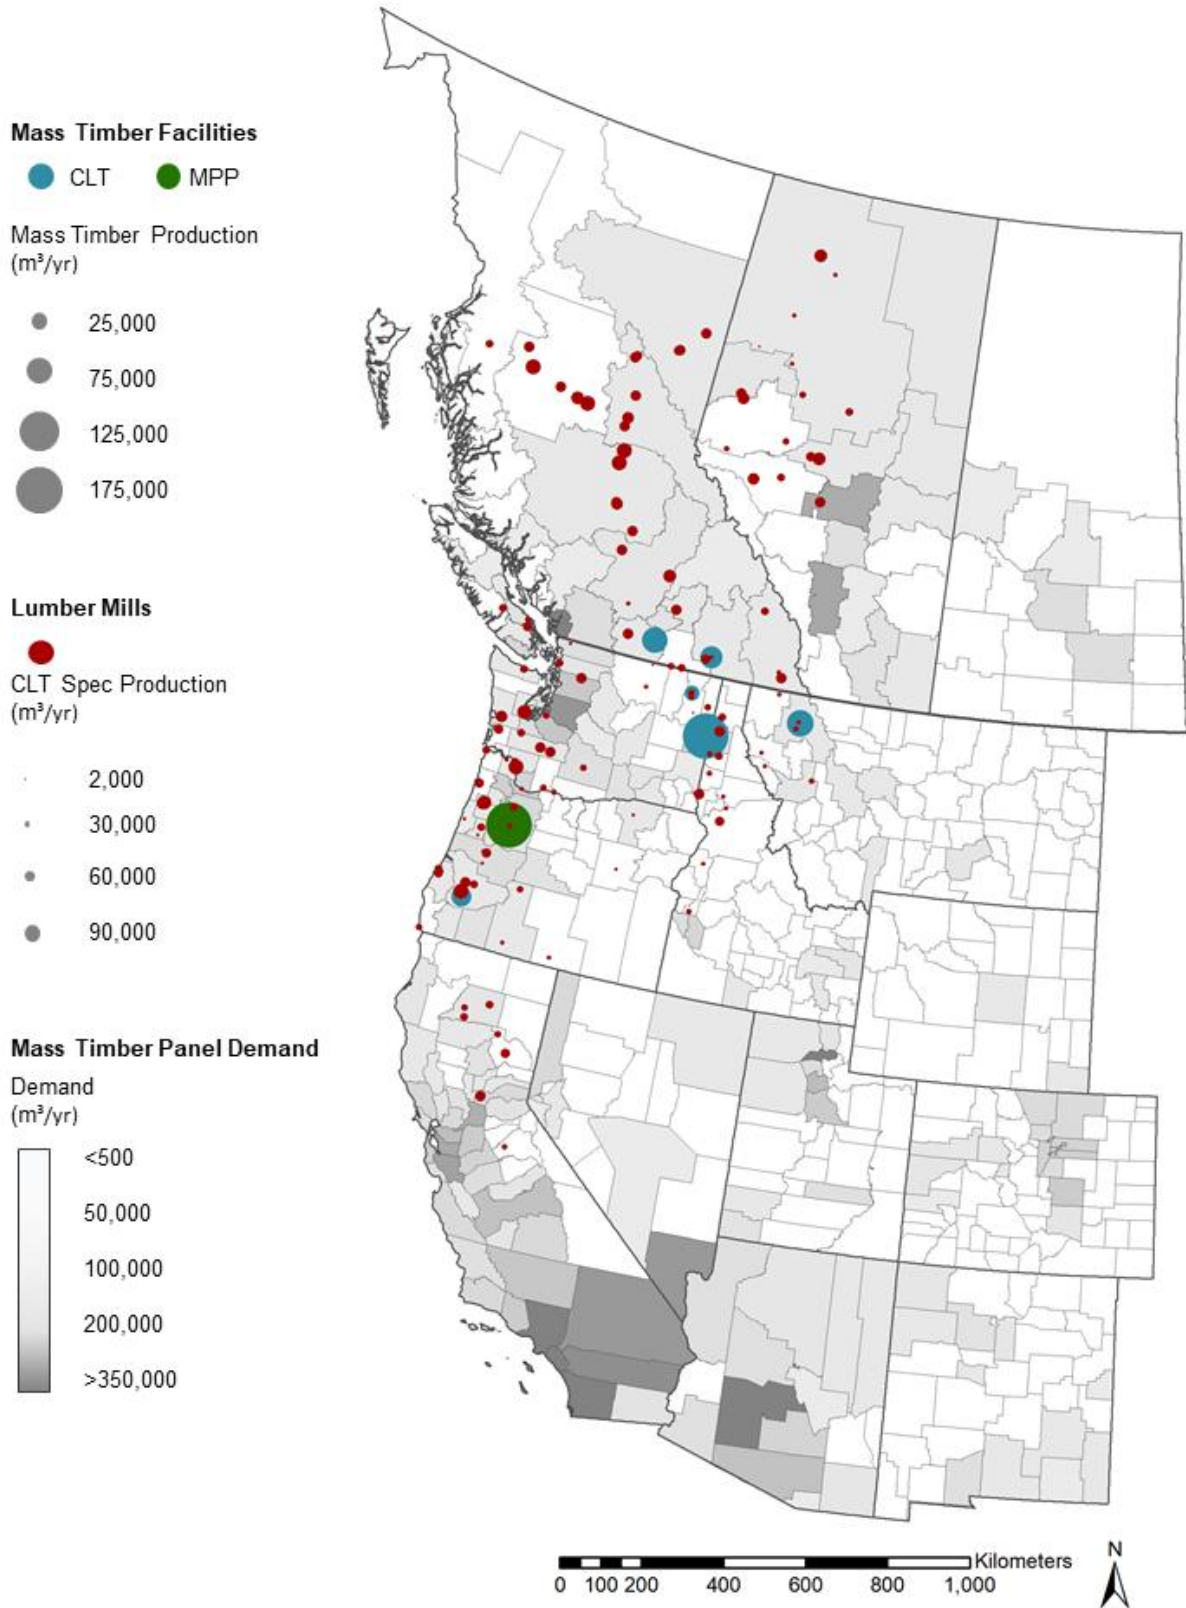 Mass Timber Facilities
CLT MPP
Mass Timber Production
(m³/yr)
25,000
75,000
125,000
175,000
Lumber Mills
CLT Spec Production
(m³/yr)
2,000
30,000
60,000
90,000
Mass Timber Panel Demand
Demand
(m³/yr)
<500
50,000
100,000
200,000
>350,000
Kilometers
0 100 200 400 600 800 1,000
N